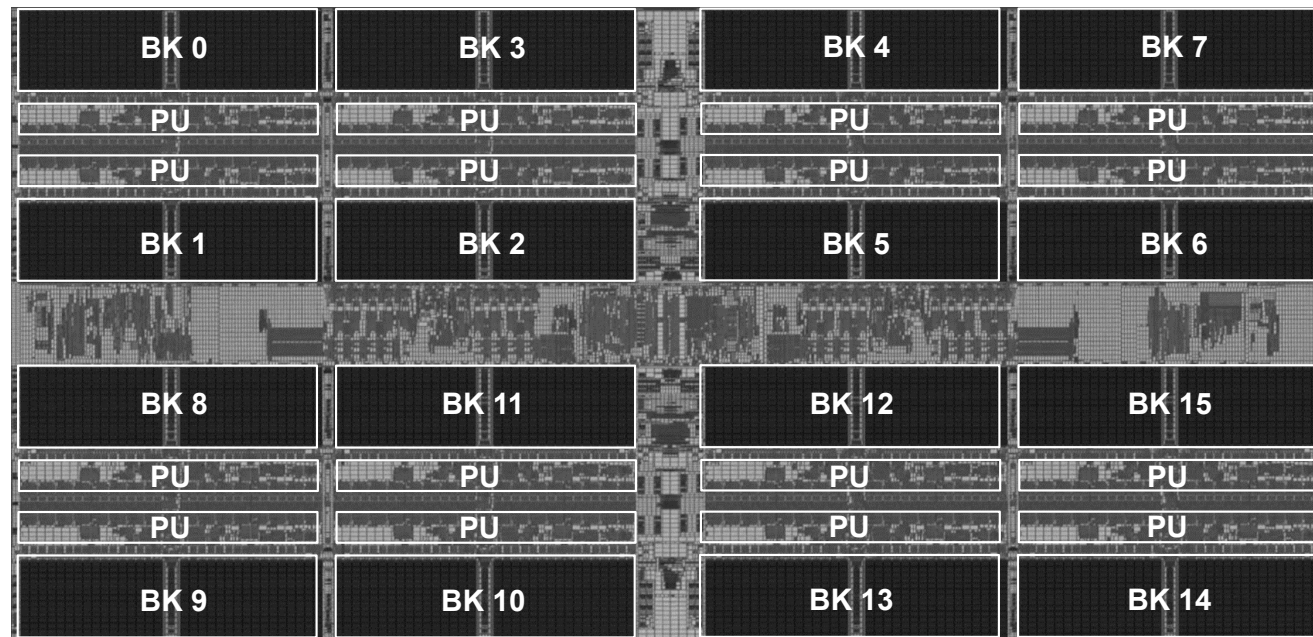 BK 0 BK 3 BK 4 BK 7
PU PU PU PU
PU PU PU PU
BK 1 BK 2 BK 5 BK 6
BK 8 BK 11 BK 12 BK 15
PU PU PU PU
PU PU PU PU
BK 9 BK 10 BK 13 BK 14